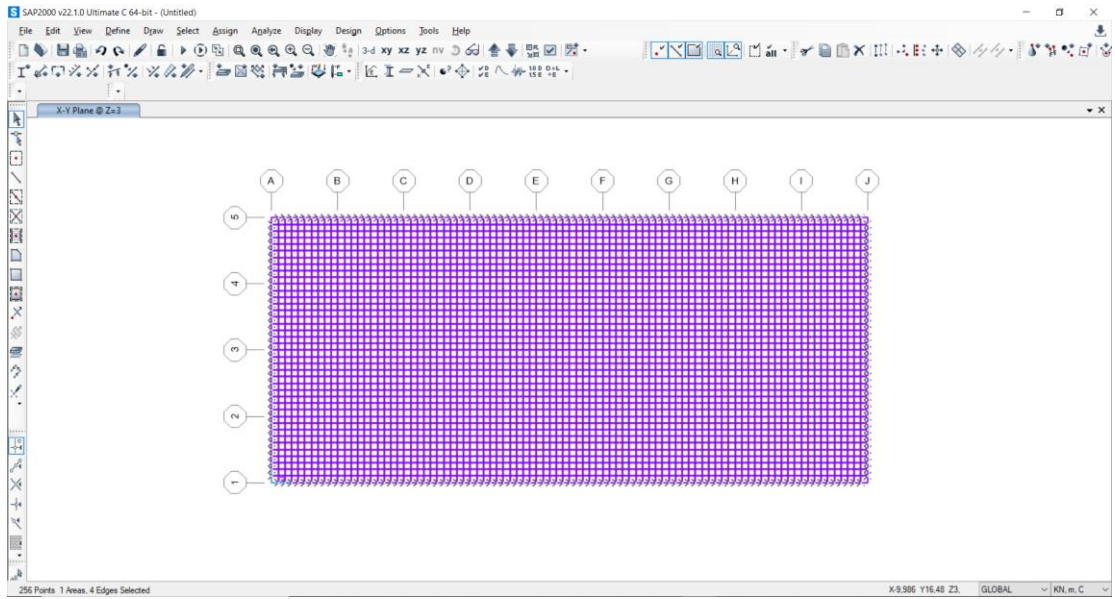 SAP2000 v22.1.0 Ultimate C 64-bit - (Untitled)
File Edit View Define Draw Select Assign Analyze Display Design Options Tools Help
3-d xy xz yz nv
all
X-Y Plane @ Z=3
A B C D E F G H I J
5
4
3
2
1
256 Points 1 Areas, 4 Edges Selected X-9,986 Y16,48 Z3, GLOBAL KN, m, C